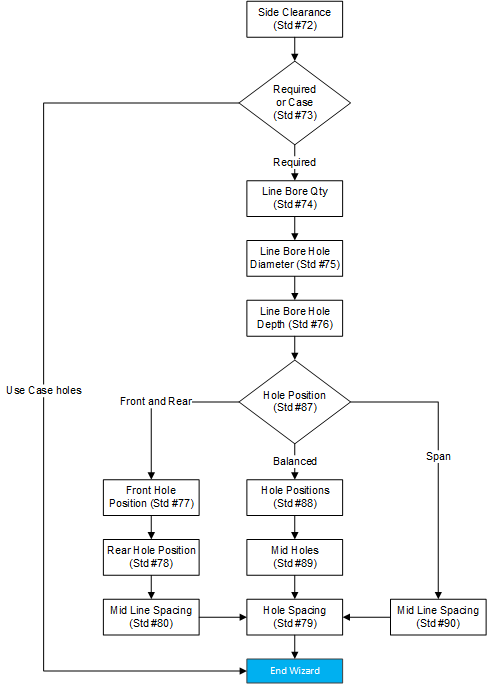 Side Clearance
(Std #72)
Required
or Case
(Std #73)
Required
Line Bore Qty
(Std #74)
Line Bore Hole
Diameter (Std #75)
Line Bore Hole
Depth (Std #76)
Use Case holes
Front and Rear
Hole Position
(Std #87)
Balanced
Span
Front Hole
Position (Std #77)
Hole Positions
(Std #88)
Rear Hole Position
(Std #78)
Mid Holes
(Std #89)
Mid Line Spacing
(Std #80)
Hole Spacing
(Std #79)
Mid Line Spacing
(Std #90)
End Wizard